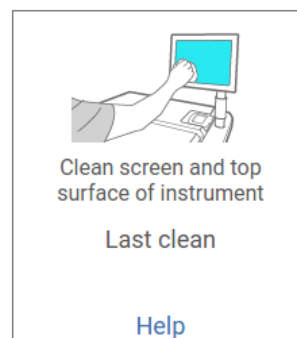 Clean screen and top
surface of instrument
Last clean
Help